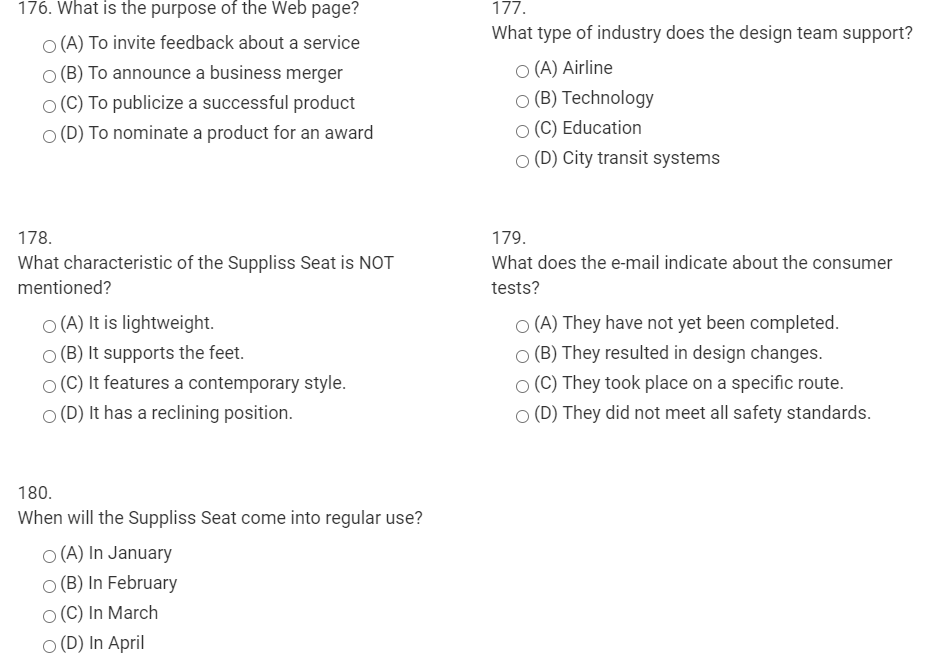 176. What is the purpose of the Web page?
(A) To invite feedback about a service
(B) To announce a business merger
(C) To publicize a successful product
(D) To nominate a product for an award
177.
What type of industry does the design team support?
(A) Airline
(B) Technology
(C) Education
(D) City transit systems
178.
What characteristic of the Suppliss Seat is NOT
mentioned?
(A) It is lightweight.
(B) It supports the feet.
(C) It features a contemporary style.
(D) It has a reclining position.
179.
What does the e-mail indicate about the consumer
tests?
(A) They have not yet been completed.
(B) They resulted in design changes.
(C) They took place on a specific route.
(D) They did not meet all safety standards.
180.
When will the Suppliss Seat come into regular use?
(A) In January
(B) In February
(C) In March
(D) In April